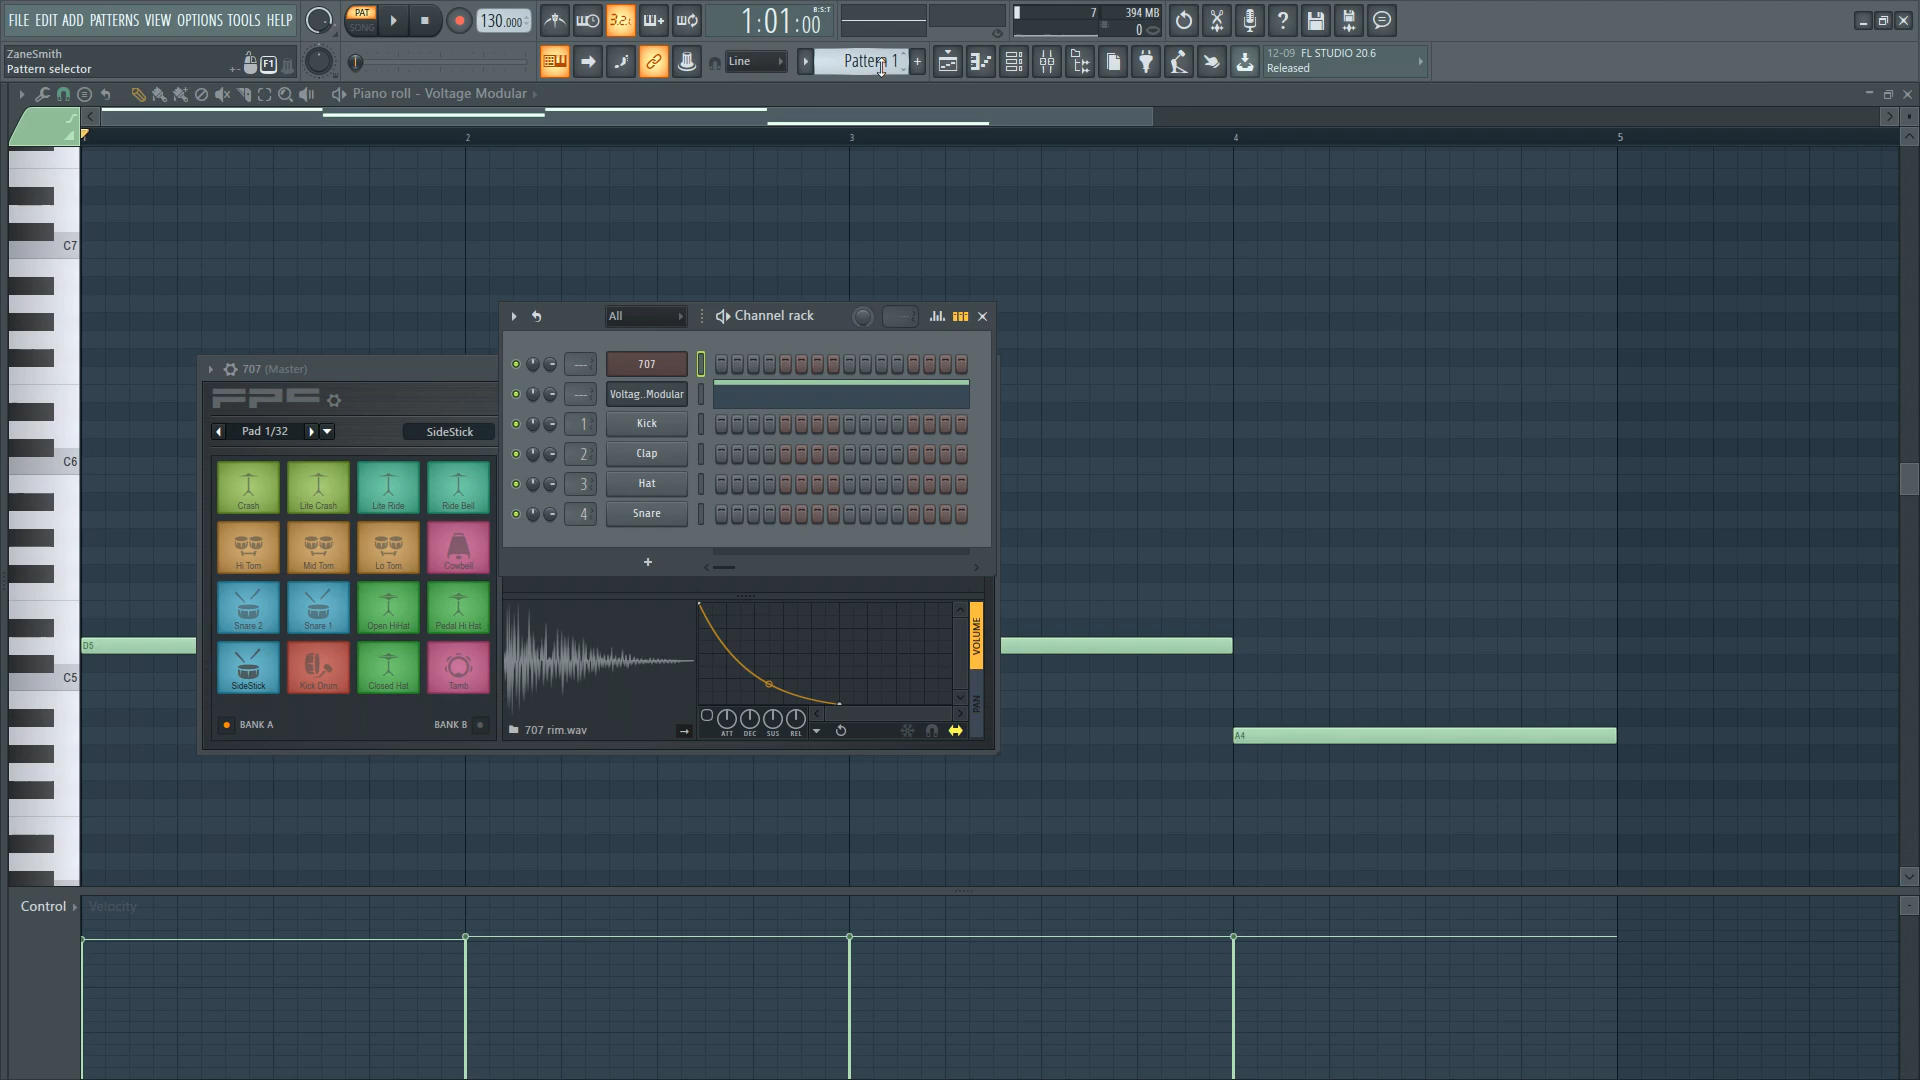 FILE EDIT ADD PATTERNS VIEW OPTIONS TOOLS HELP
PAT
SONG
130.000
3.2.
1:01:00
B:S:T
7
394 MB
0
ZaneSmith
Pattern selector
F1
Line
Pattern 1
12-09 FL STUDIO 20.6
Released
Piano roll - Voltage Modular
2
3
4
5
C7
C6
C5
D5
A4
All
Channel rack
707
Voltag..Modular
1
Kick
2
Clap
3
Hat
4
Snare
707 (Master)
FPC
Pad 1/32
SideStick
Crash
Lite Crash
Lite Ride
Ride Bell
Hi Tom
Mid Tom
Lo Tom
Cowbell
Snare 2
Snare 1
Open HiHat
Pedal Hi Hat
SideStick
Kick Drum
Closed Hat
Tamb
BANK A
BANK B
707 rim.wav
ATT
DEC
SUS
REL
VOLUME
PAN
Control
Velocity